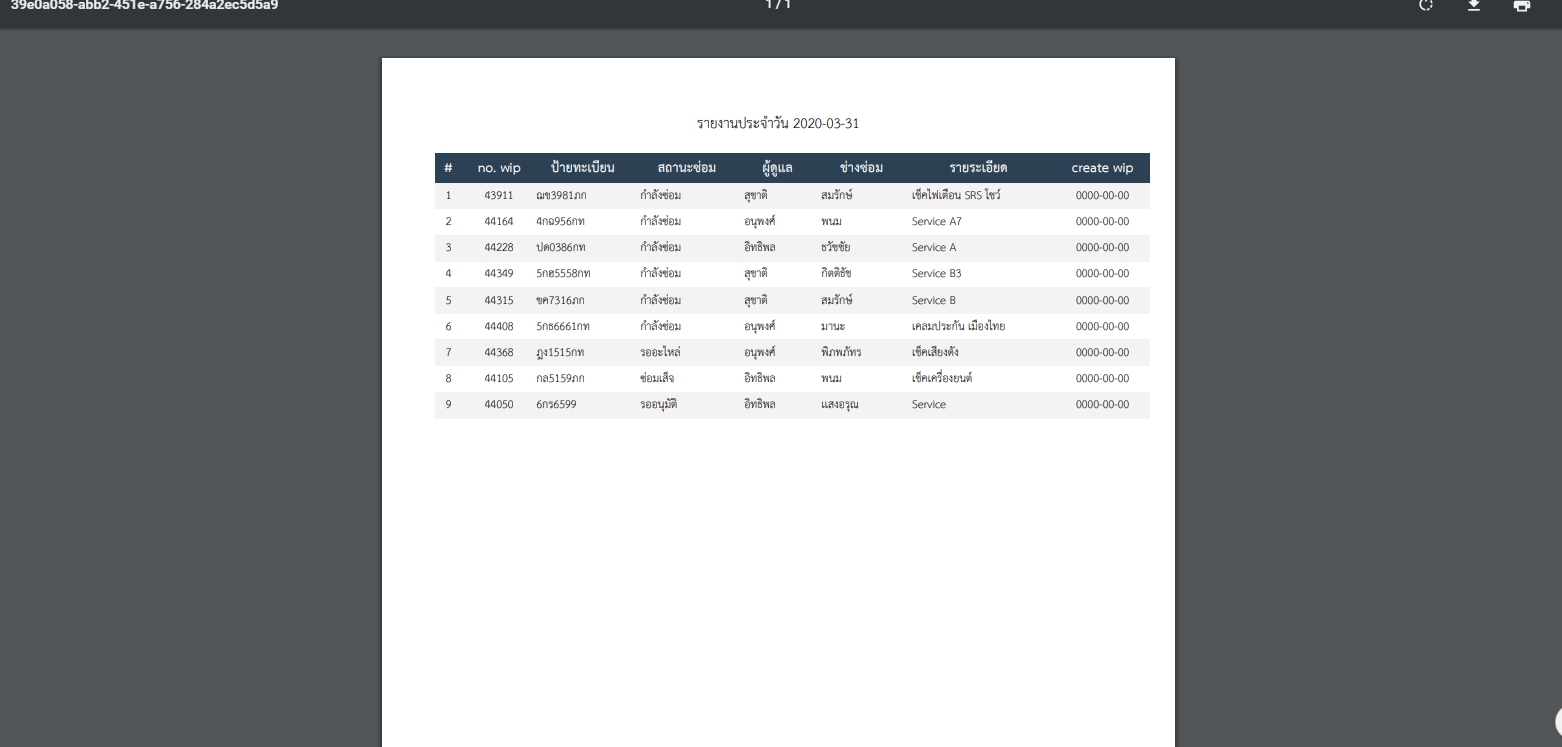 39e0a058-abb2-451e-a756-284a2ec5d5a9 1 / 1
รายงานประจำวัน 2020-03-31
# no. wip ป้ายทะเบียน สถานะซ่อม ผู้ดูแล ช่างซ่อม รายระเอียด create wip
1 43911 ฌข3981ภก กำลังซ่อม สุชาติ สมรักษ์ เช็คไฟเตือน SRS โชว์ 0000-00-00
2 44164 4กฉ956กท กำลังซ่อม อนุพงศ์ พนม Service A7 0000-00-00
3 44228 ปด0386กท กำลังซ่อม อิทธิพล ธวัชชัย Service A 0000-00-00
4 44349 5กฮ5558กท กำลังซ่อม สุชาติ กิตติธัช Service B3 0000-00-00
5 44315 ขค7316ภก กำลังซ่อม สุชาติ สมรักษ์ Service B 0000-00-00
6 44408 5กธ6661กท กำลังซ่อม อนุพงศ์ มานะ เคลมประกัน เมืองไทย 0000-00-00
7 44368 ฎง1515กท รออะไหล่ อนุพงศ์ พิภพภัทร เช็คเสียงดัง 0000-00-00
8 44105 กล5159ภก ซ่อมเส็จ อิทธิพล พนม เช็คเครื่องยนต์ 0000-00-00
9 44050 6กร6599 รออนุมัติ อิทธิพล แสงอรุณ Service 0000-00-00